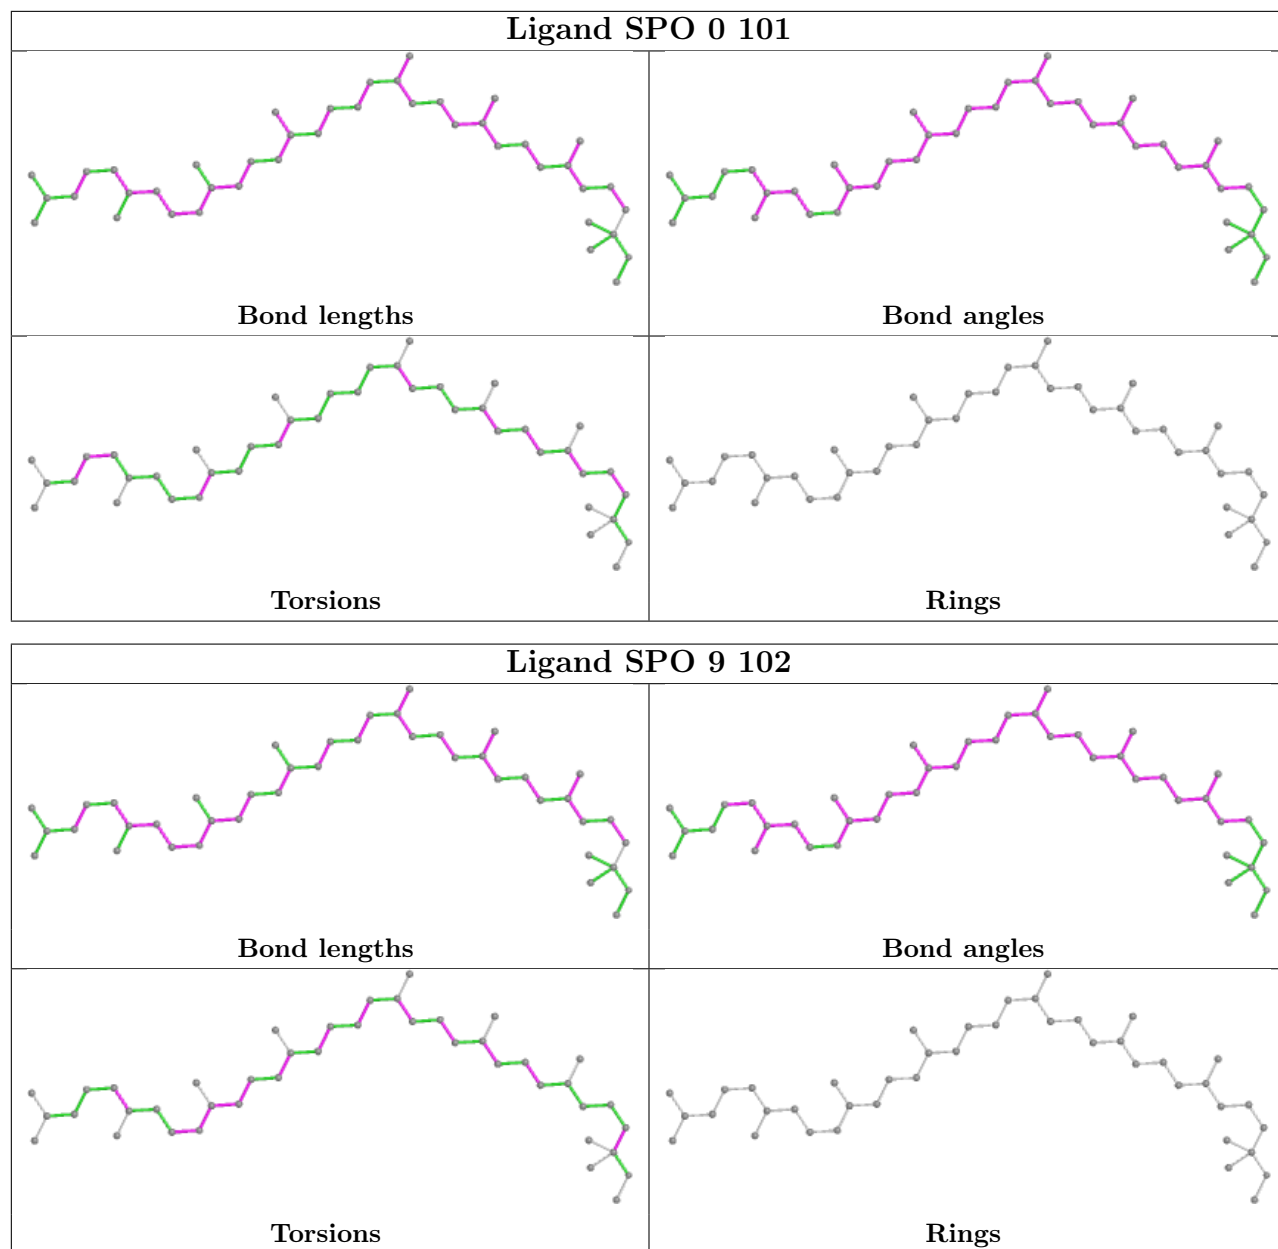 Ligand SPO 0 101
Bond lengths
Bond angles
Torsions
Rings
Ligand SPO 9 102
Bond lengths
Bond angles
Torsions
Rings